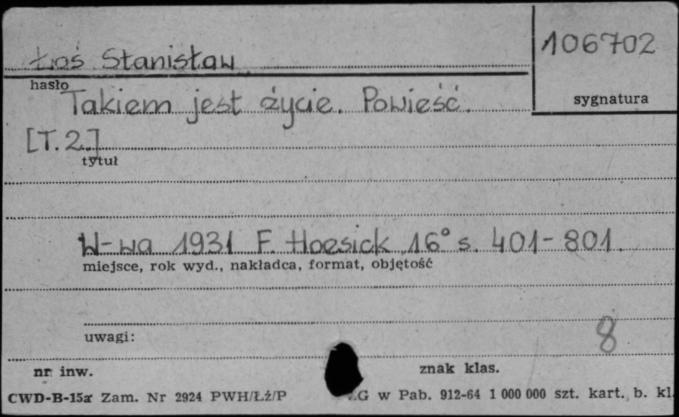 Łoś Stanisław
106702
hasło
sygnatura
Takiem jest życie. Powieść.
[T. 2.]
tytuł
W-wa 1931 F. Hoesick 16° s. 401-801.
miejsce, rok wyd., nakładca, format, objętość
uwagi:
8
nr inw.
znak klas.
CWD-B-15a Zam. Nr 2924 PWH/Łż/P
ZG w Pab. 912-64 1 000 000 szt. kart. b. kl.